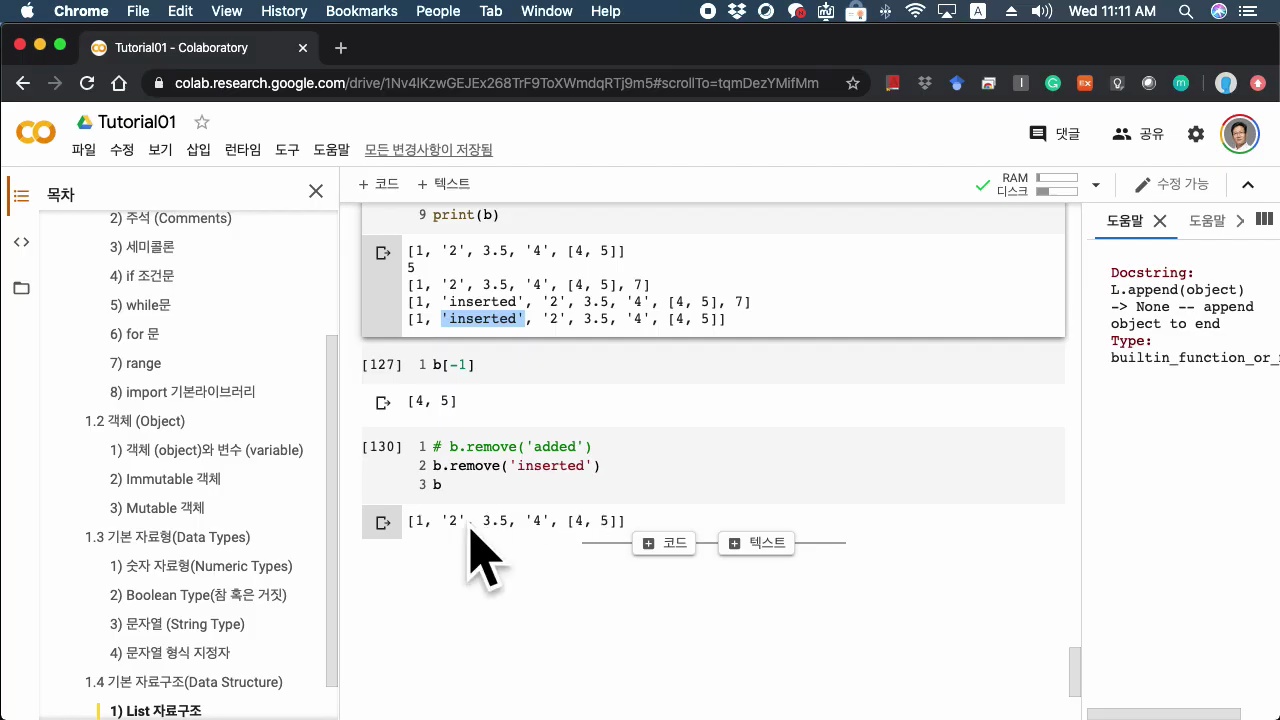 Chrome File Edit View History Bookmarks People Tab Window Help A Wed 11:11 AM
Tutorial01 - Colaboratory
colab.research.google.com/drive/1Nv4lKzwGEJEx268TrF9ToXWmdqRTj9m5#scrollTo=tqmDezYMifMm
Tutorial01
댓글 공유
파일 수정 보기 삽입 런타임 도구 도움말 모든 변경사항이 저장됨
목차
+ 코드 + 텍스트
RAM
디스크
수정 가능
2) 주석 (Comments)
3) 세미콜론
4) if 조건문
5) while문
6) for 문
7) range
8) import 기본라이브러리
1.2 객체 (Object)
1) 객체 (object)와 변수 (variable)
2) Immutable 객체
3) Mutable 객체
1.3 기본 자료형(Data Types)
1) 숫자 자료형(Numeric Types)
2) Boolean Type(참 혹은 거짓)
3) 문자열 (String Type)
4) 문자열 형식 지정자
1.4 기본 자료구조(Data Structure)
1) List 자료구조
9 print(b)
[1, '2', 3.5, '4', [4, 5]]
5
[1, '2', 3.5, '4', [4, 5], 7]
[1, 'inserted', '2', 3.5, '4', [4, 5], 7]
[1, 'inserted', '2', 3.5, '4', [4, 5]]
[127] 1 b[-1]
[4, 5]
[130] 1 # b.remove('added')
2 b.remove('inserted')
3 b
[1, '2', 3.5, '4', [4, 5]]
코드 텍스트
도움말 도움말
Docstring:
L.append(object)
-> None -- append
object to end
Type: